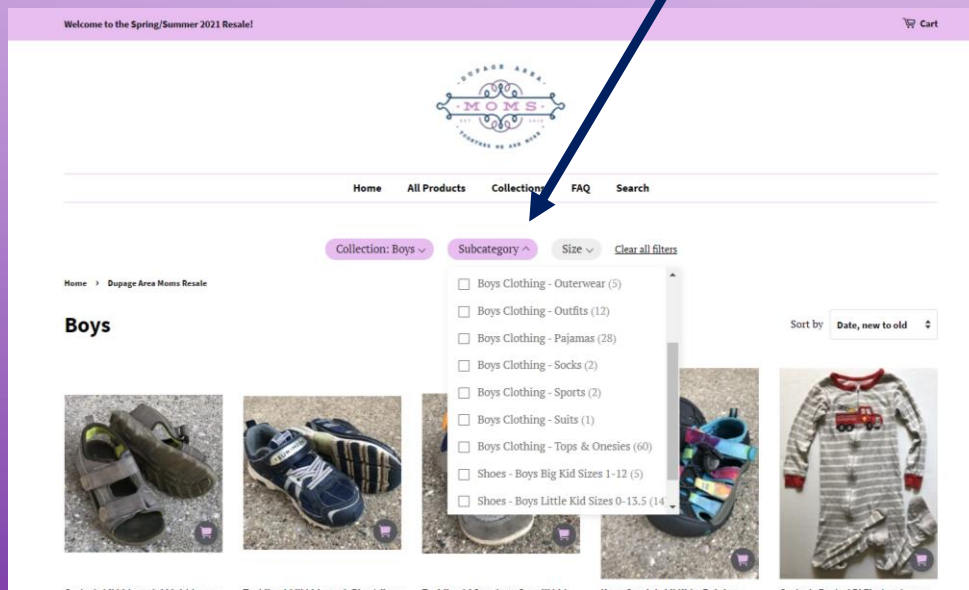 Welcome to the Spring/Summer 2021 Resale!
Cart
DUPAGE AREA
MOMS
EST
TOGETHER WE ARE MORE
Home All Products Collections FAQ Search
Collection: Boys Subcategory Size Clear all filters
Home > Dupage Area Moms Resale
Boys
Sort by Date, new to old
Boys Clothing - Outerwear (5)
Boys Clothing - Outfits (12)
Boys Clothing - Pajamas (28)
Boys Clothing - Socks (2)
Boys Clothing - Sports (2)
Boys Clothing - Suits (1)
Boys Clothing - Tops & Onesies (60)
Shoes - Boys Big Kid Sizes 1-12 (5)
Shoes - Boys Little Kid Sizes 0-13.5 (14